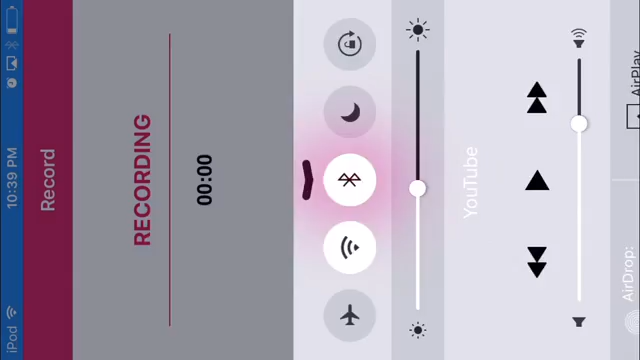 iPod 10:39 PM
Record
RECORDING
00:00
YouTube
AirPlay
AirDrop: